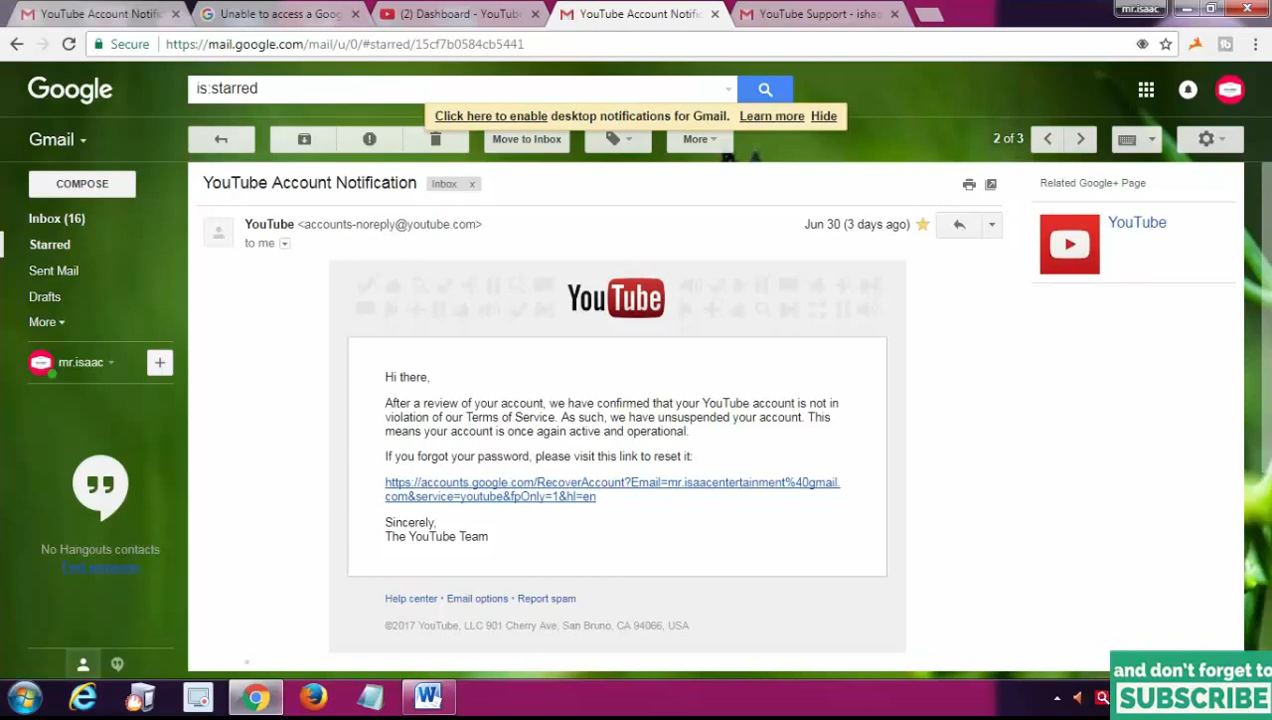 YouTube Account Notific
Unable to access a Goog
(2) Dashboard - YouTube
YouTube Account Notific
YouTube Support - ishac
mr.isaac
Secure
https://mail.google.com/mail/u/0/#starred/15cf7b0584cb5441
Google
is:starred
Click here to enable desktop notifications for Gmail. Learn more Hide
Gmail
Move to Inbox
More
2 of 3
COMPOSE
Inbox (16)
Starred
Sent Mail
Drafts
More
mr.isaac
No Hangouts contacts
YouTube Account Notification
Inbox x
YouTube <accounts-noreply@youtube.com>
to me
Jun 30 (3 days ago)
YouTube
Hi there,
After a review of your account, we have confirmed that your YouTube account is not in
violation of our Terms of Service. As such, we have unsuspended your account. This
means your account is once again active and operational.
If you forgot your password, please visit this link to reset it:
https://accounts.google.com/RecoverAccount?Email=mr.isaacentertainment%40gmail.
com&service=youtube&fpOnly=1&hl=en
Sincerely,
The YouTube Team
Help center • Email options • Report spam
©2017 YouTube, LLC 901 Cherry Ave, San Bruno, CA 94066, USA
Related Google+ Page
YouTube
and don't forget to
SUBSCRIBE